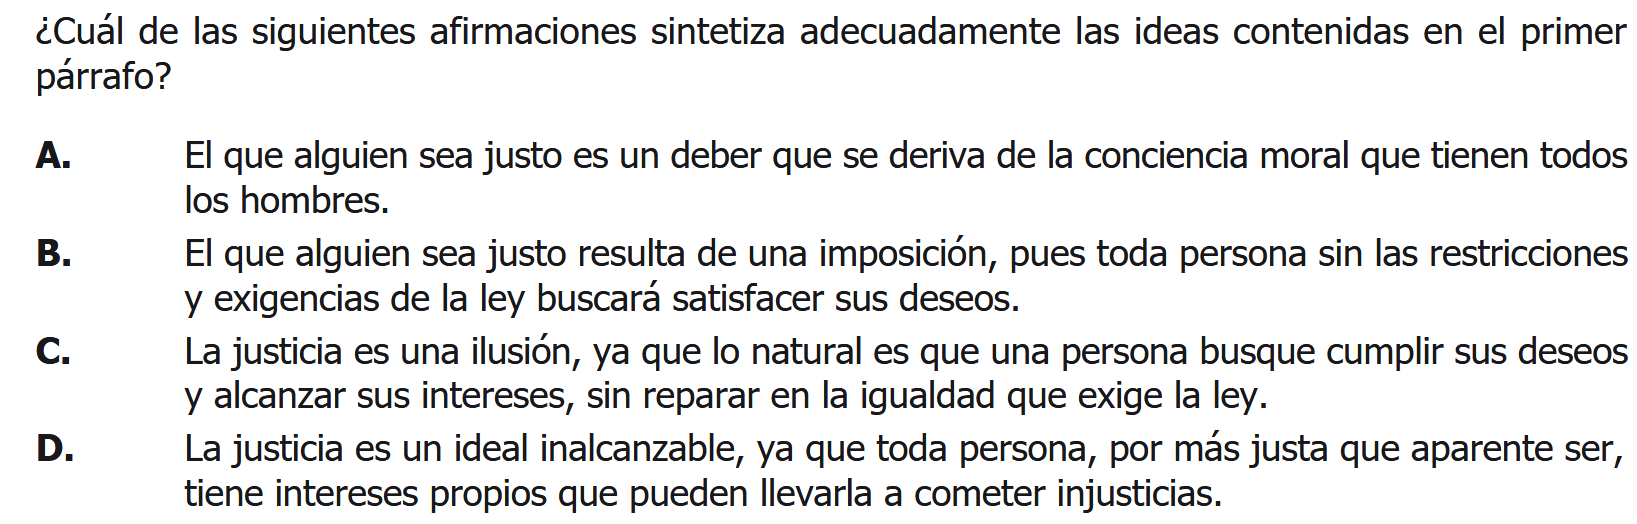 ¿Cuál de las siguientes afirmaciones sintetiza adecuadamente las ideas contenidas en el primer
párrafo?
A. El que alguien sea justo es un deber que se deriva de la conciencia moral que tienen todos
los hombres.
B. El que alguien sea justo resulta de una imposición, pues toda persona sin las restricciones
y exigencias de la ley buscará satisfacer sus deseos.
C. La justicia es una ilusión, ya que lo natural es que una persona busque cumplir sus deseos
y alcanzar sus intereses, sin reparar en la igualdad que exige la ley.
D. La justicia es un ideal inalcanzable, ya que toda persona, por más justa que aparente ser,
tiene intereses propios que pueden llevarla a cometer injusticias.